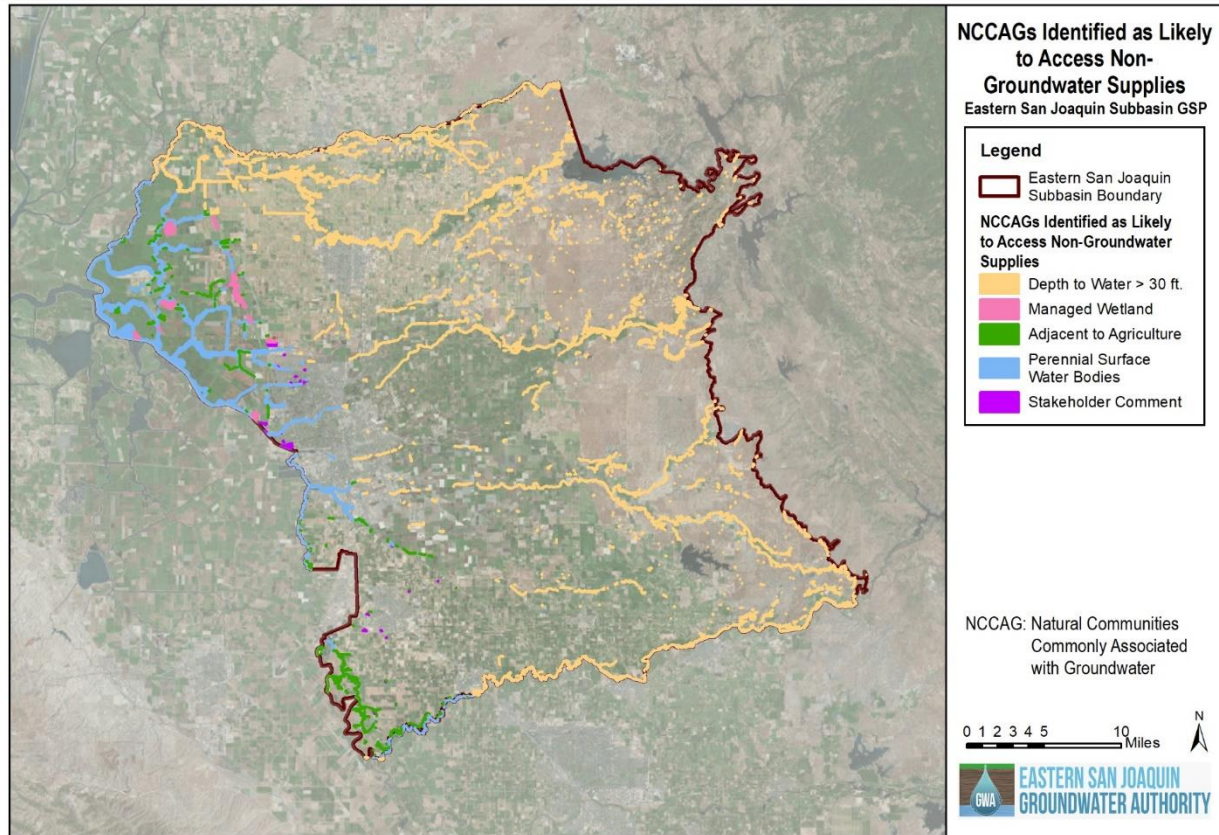 NCCAGs Identified as Likely
to Access Non-
Groundwater Supplies
Eastern San Joaquin Subbasin GSP
Legend
Eastern San Joaquin
Subbasin Boundary
NCCAGs Identified as Likely
to Access Non-Groundwater
Supplies
Depth to Water > 30 ft.
Managed Wetland
Adjacent to Agriculture
Perennial Surface
Water Bodies
Stakeholder Comment
NCCAG: Natural Communities
Commonly Associated
with Groundwater
0 1 2 3 4 5 10
Miles
N
GWA
EASTERN SAN JOAQUIN
GROUNDWATER AUTHORITY